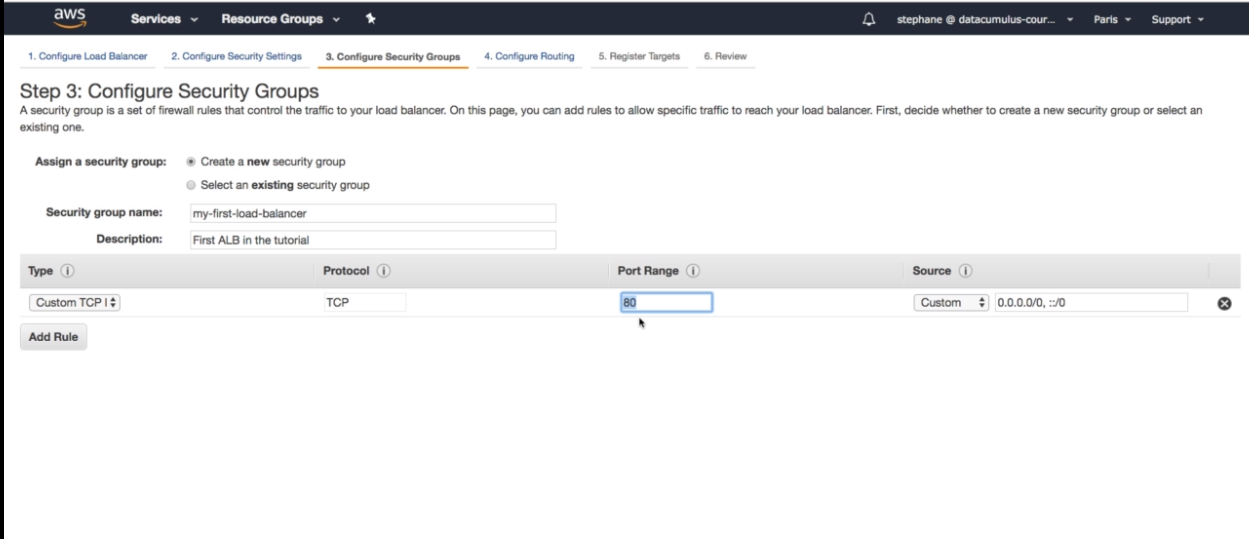 aws Services Resource Groups stephane @ datacumulus-cour... Paris Support
1. Configure Load Balancer 2. Configure Security Settings 3. Configure Security Groups 4. Configure Routing 5. Register Targets 6. Review
Step 3: Configure Security Groups
A security group is a set of firewall rules that control the traffic to your load balancer. On this page, you can add rules to allow specific traffic to reach your load balancer. First, decide whether to create a new security group or select an
existing one.
Assign a security group: Create a new security group
Select an existing security group
Security group name: my-first-load-balancer
Description: First ALB in the tutorial
Type Protocol Port Range Source
Custom TCP TCP 80 Custom 0.0.0.0/0, ::/0
Add Rule